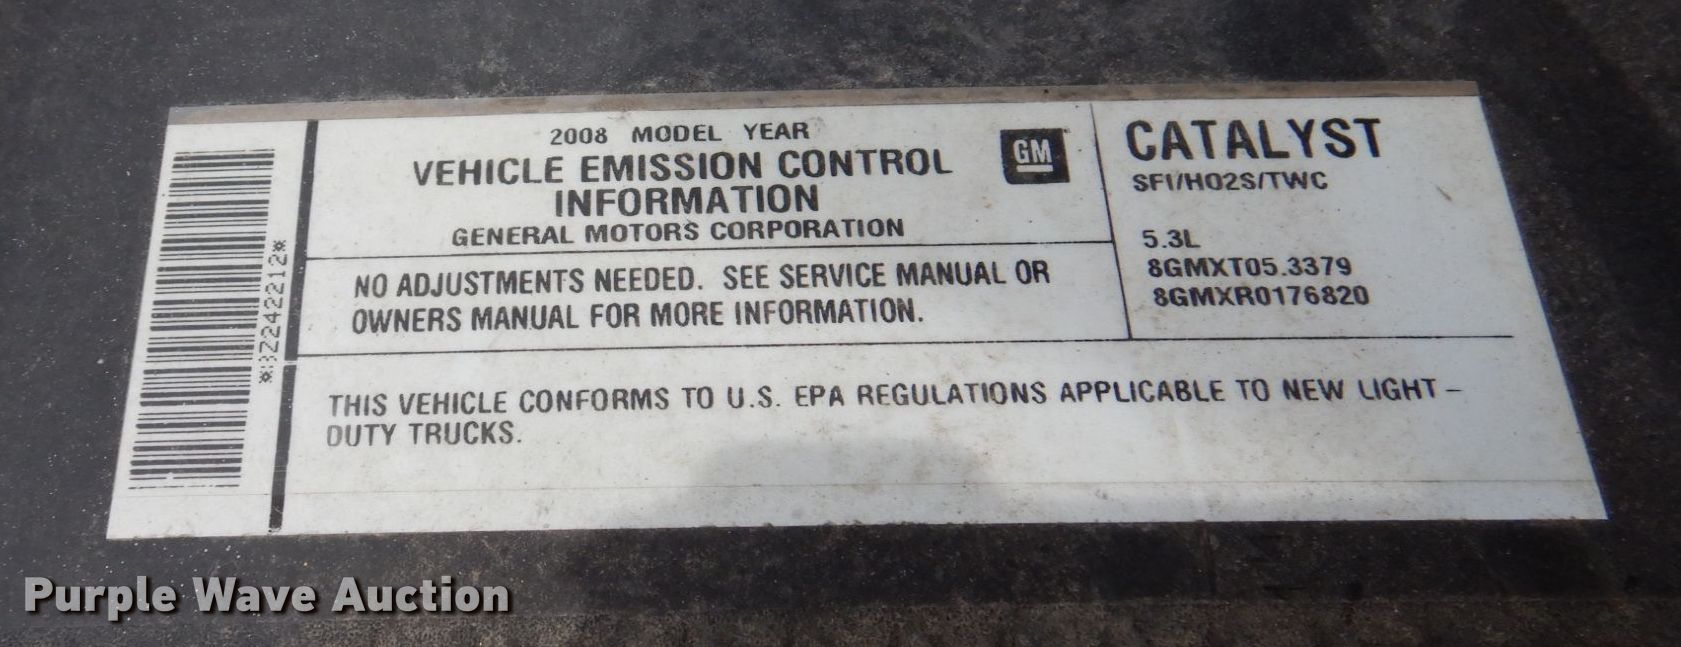 2008 MODEL YEAR
VEHICLE EMISSION CONTROL
INFORMATION
GENERAL MOTORS CORPORATION
GM
CATALYST
SFI/HO2S/TWC
5.3L
8GMXT05.3379
8GMXR0176820
NO ADJUSTMENTS NEEDED. SEE SERVICE MANUAL OR
OWNERS MANUAL FOR MORE INFORMATION.
THIS VEHICLE CONFORMS TO U.S. EPA REGULATIONS APPLICABLE TO NEW LIGHT-
DUTY TRUCKS.
Purple Wave Auction